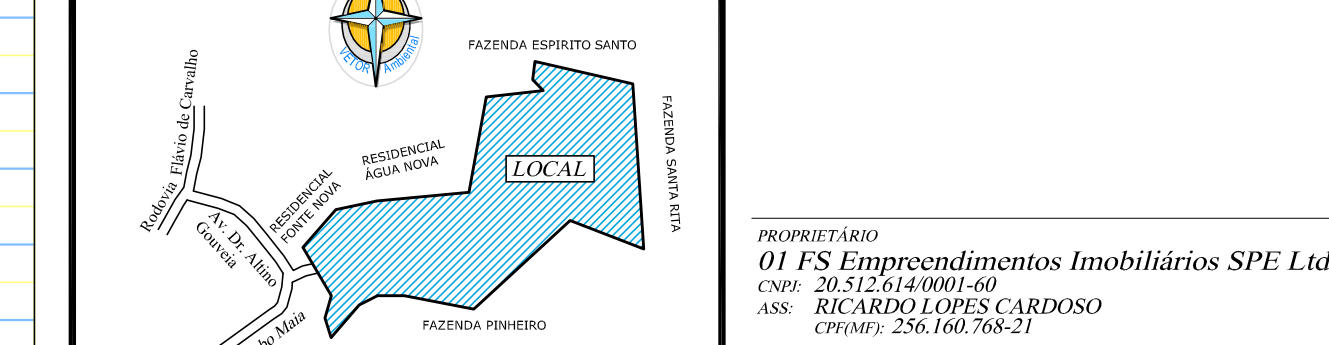 VETOR Ambiental
FAZENDA ESPIRITO SANTO
Rodovia Flávio de Carvalho
FAZENDA SANTA RITA
RESIDENCIAL
ÁGUA NOVA
LOCAL
RESIDENCIAL
FONTE NOVA
Av. Dr. Altino
Gouveia
Maia
FAZENDA PINHEIRO
PROPRIETÁRIO
01 FS Empreendimentos Imobiliários SPE Ltd
CNPJ: 20.512.614/0001-60
ASS: RICARDO LOPES CARDOSO
CPF(MF): 256.160.768-21